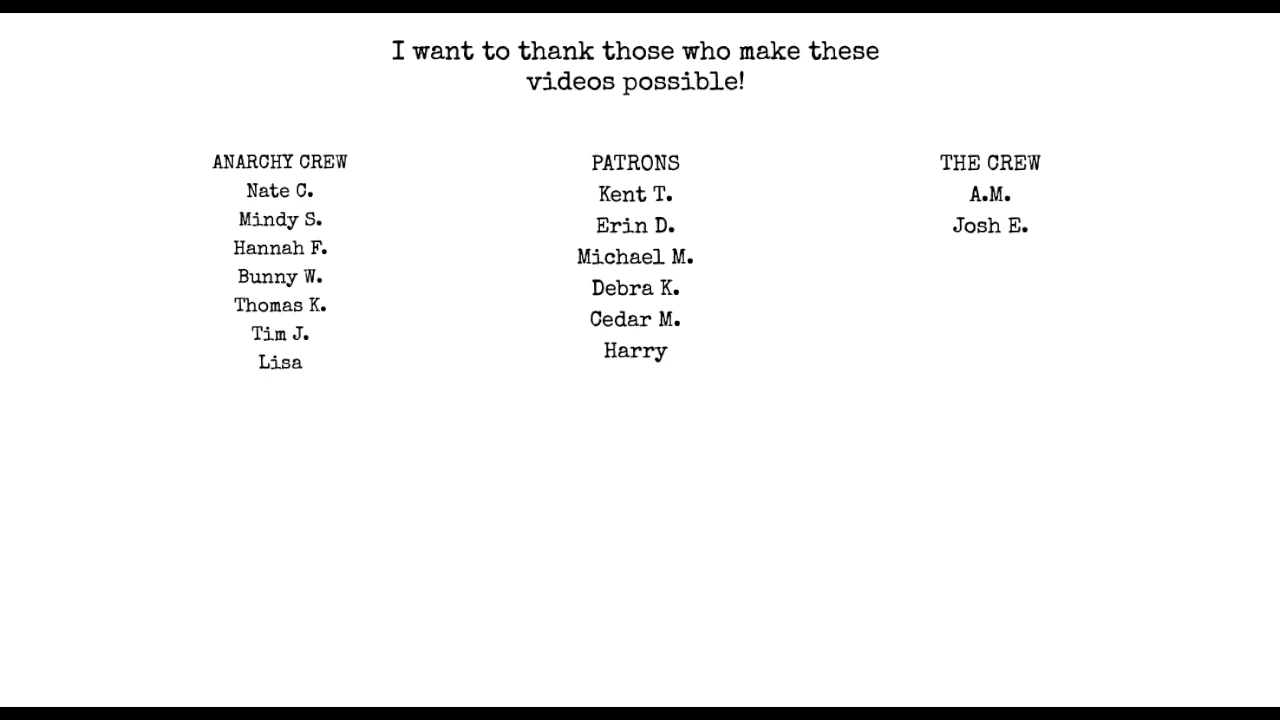 I want to thank those who make these
videos possible!
ANARCHY CREW
Nate C.
Mindy S.
Hannah F.
Bunny W.
Thomas K.
Tim J.
Lisa
PATRONS
Kent T.
Erin D.
Michael M.
Debra K.
Cedar M.
Harry
THE CREW
A.M.
Josh E.